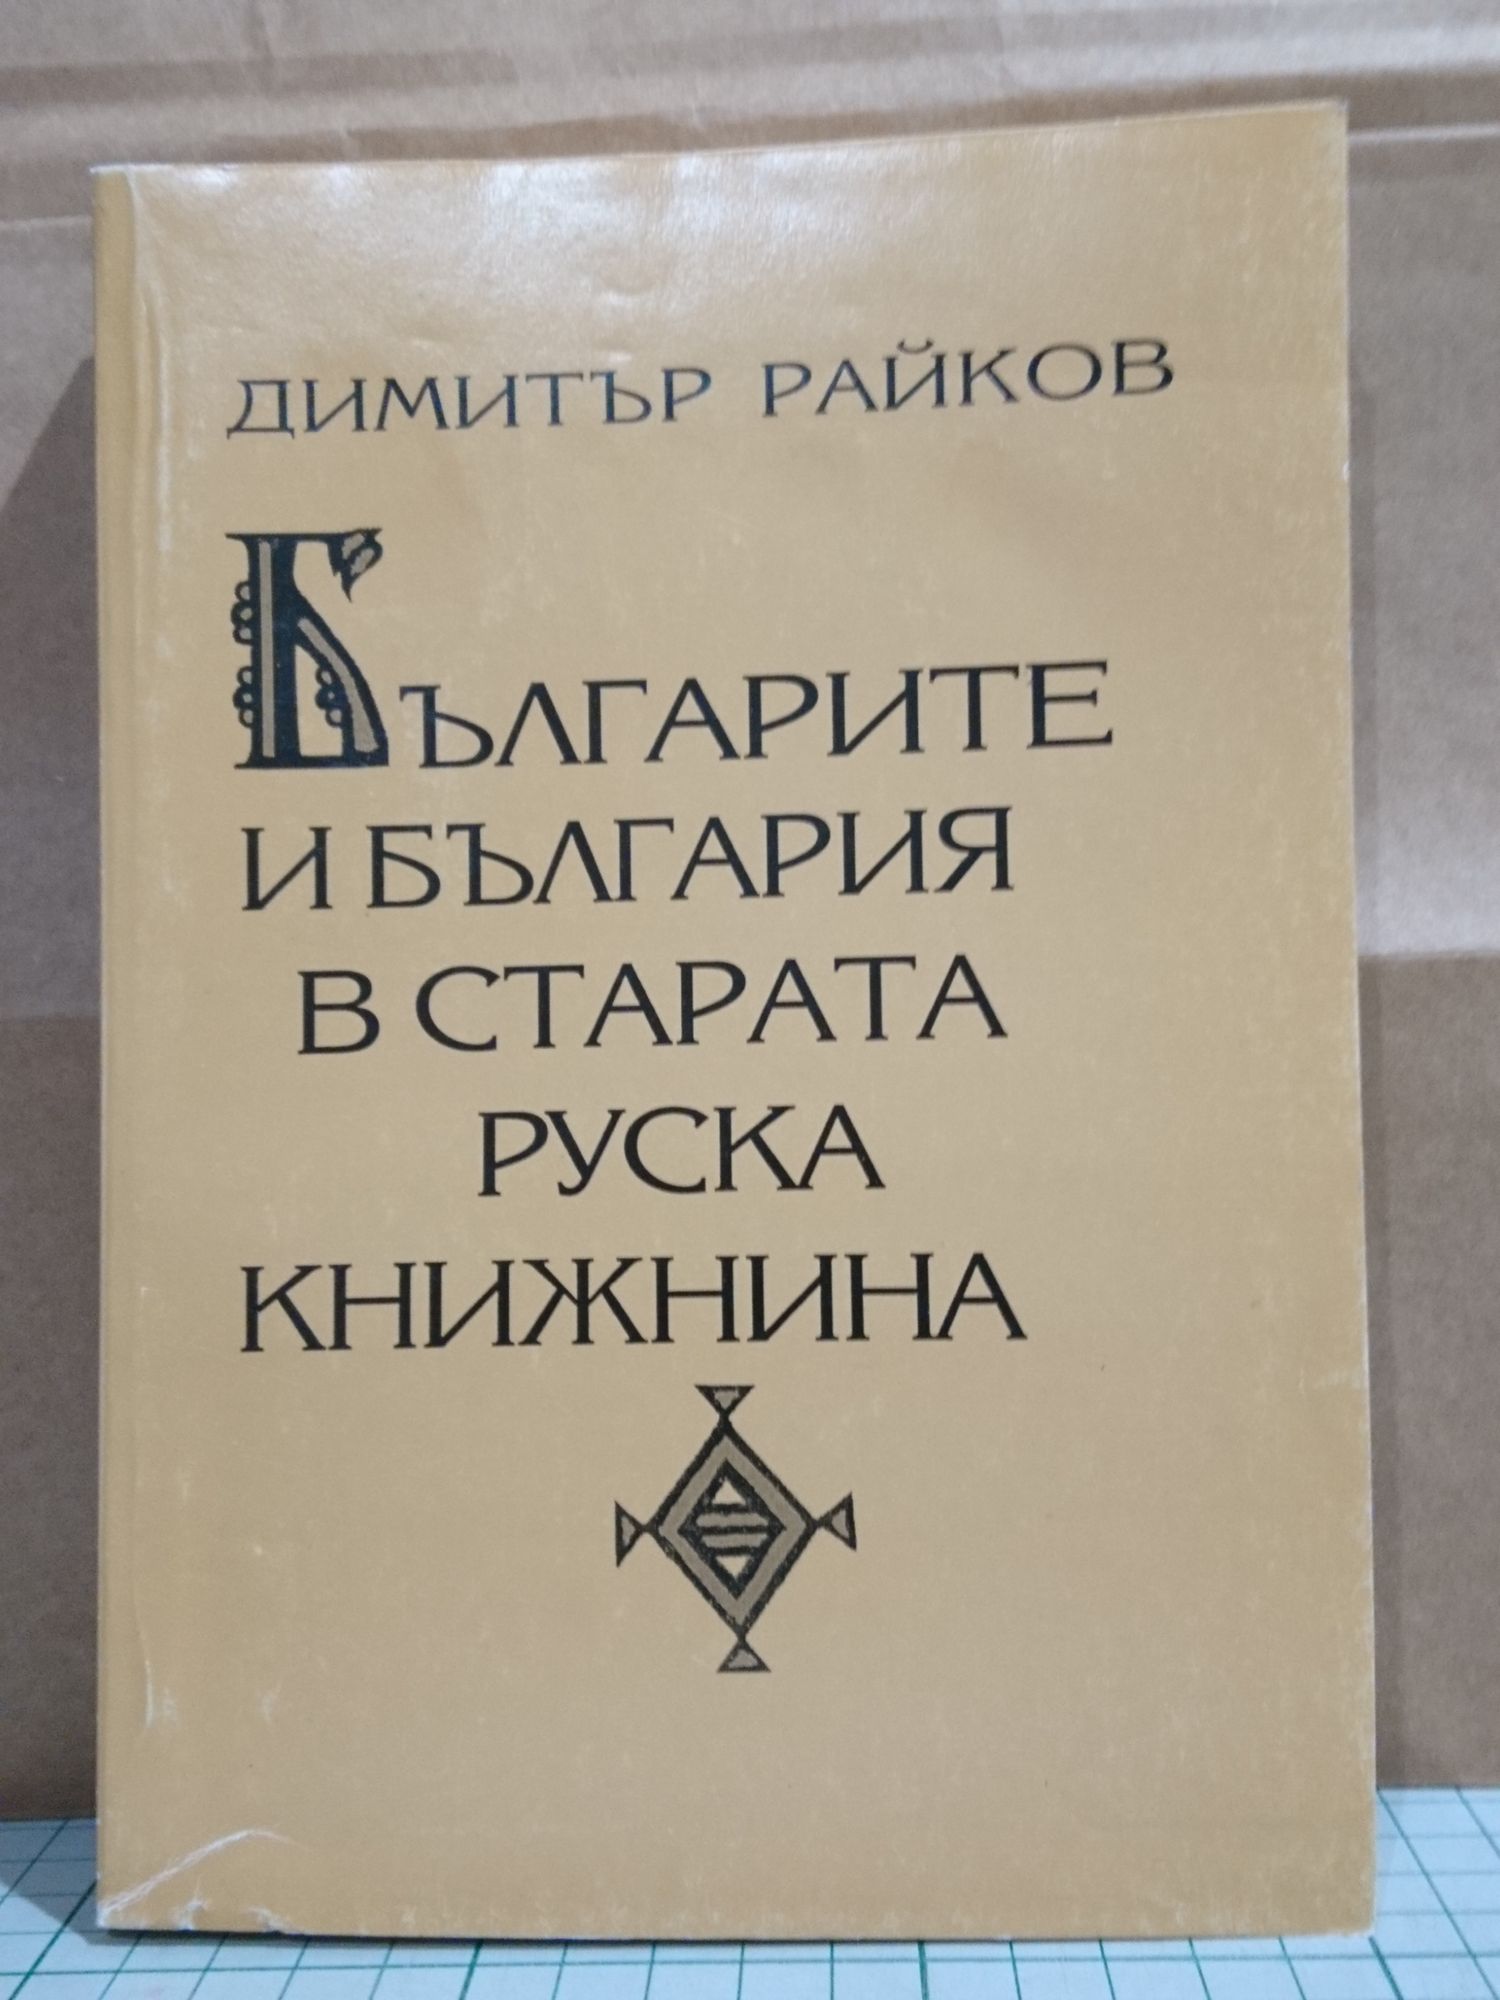 ДИМИТЪР РАЙКОВ
БЪЛГАРИТЕ
И БЪЛГАРИЯ
В СТАРАТА
РУСКА
КНИЖНИНА